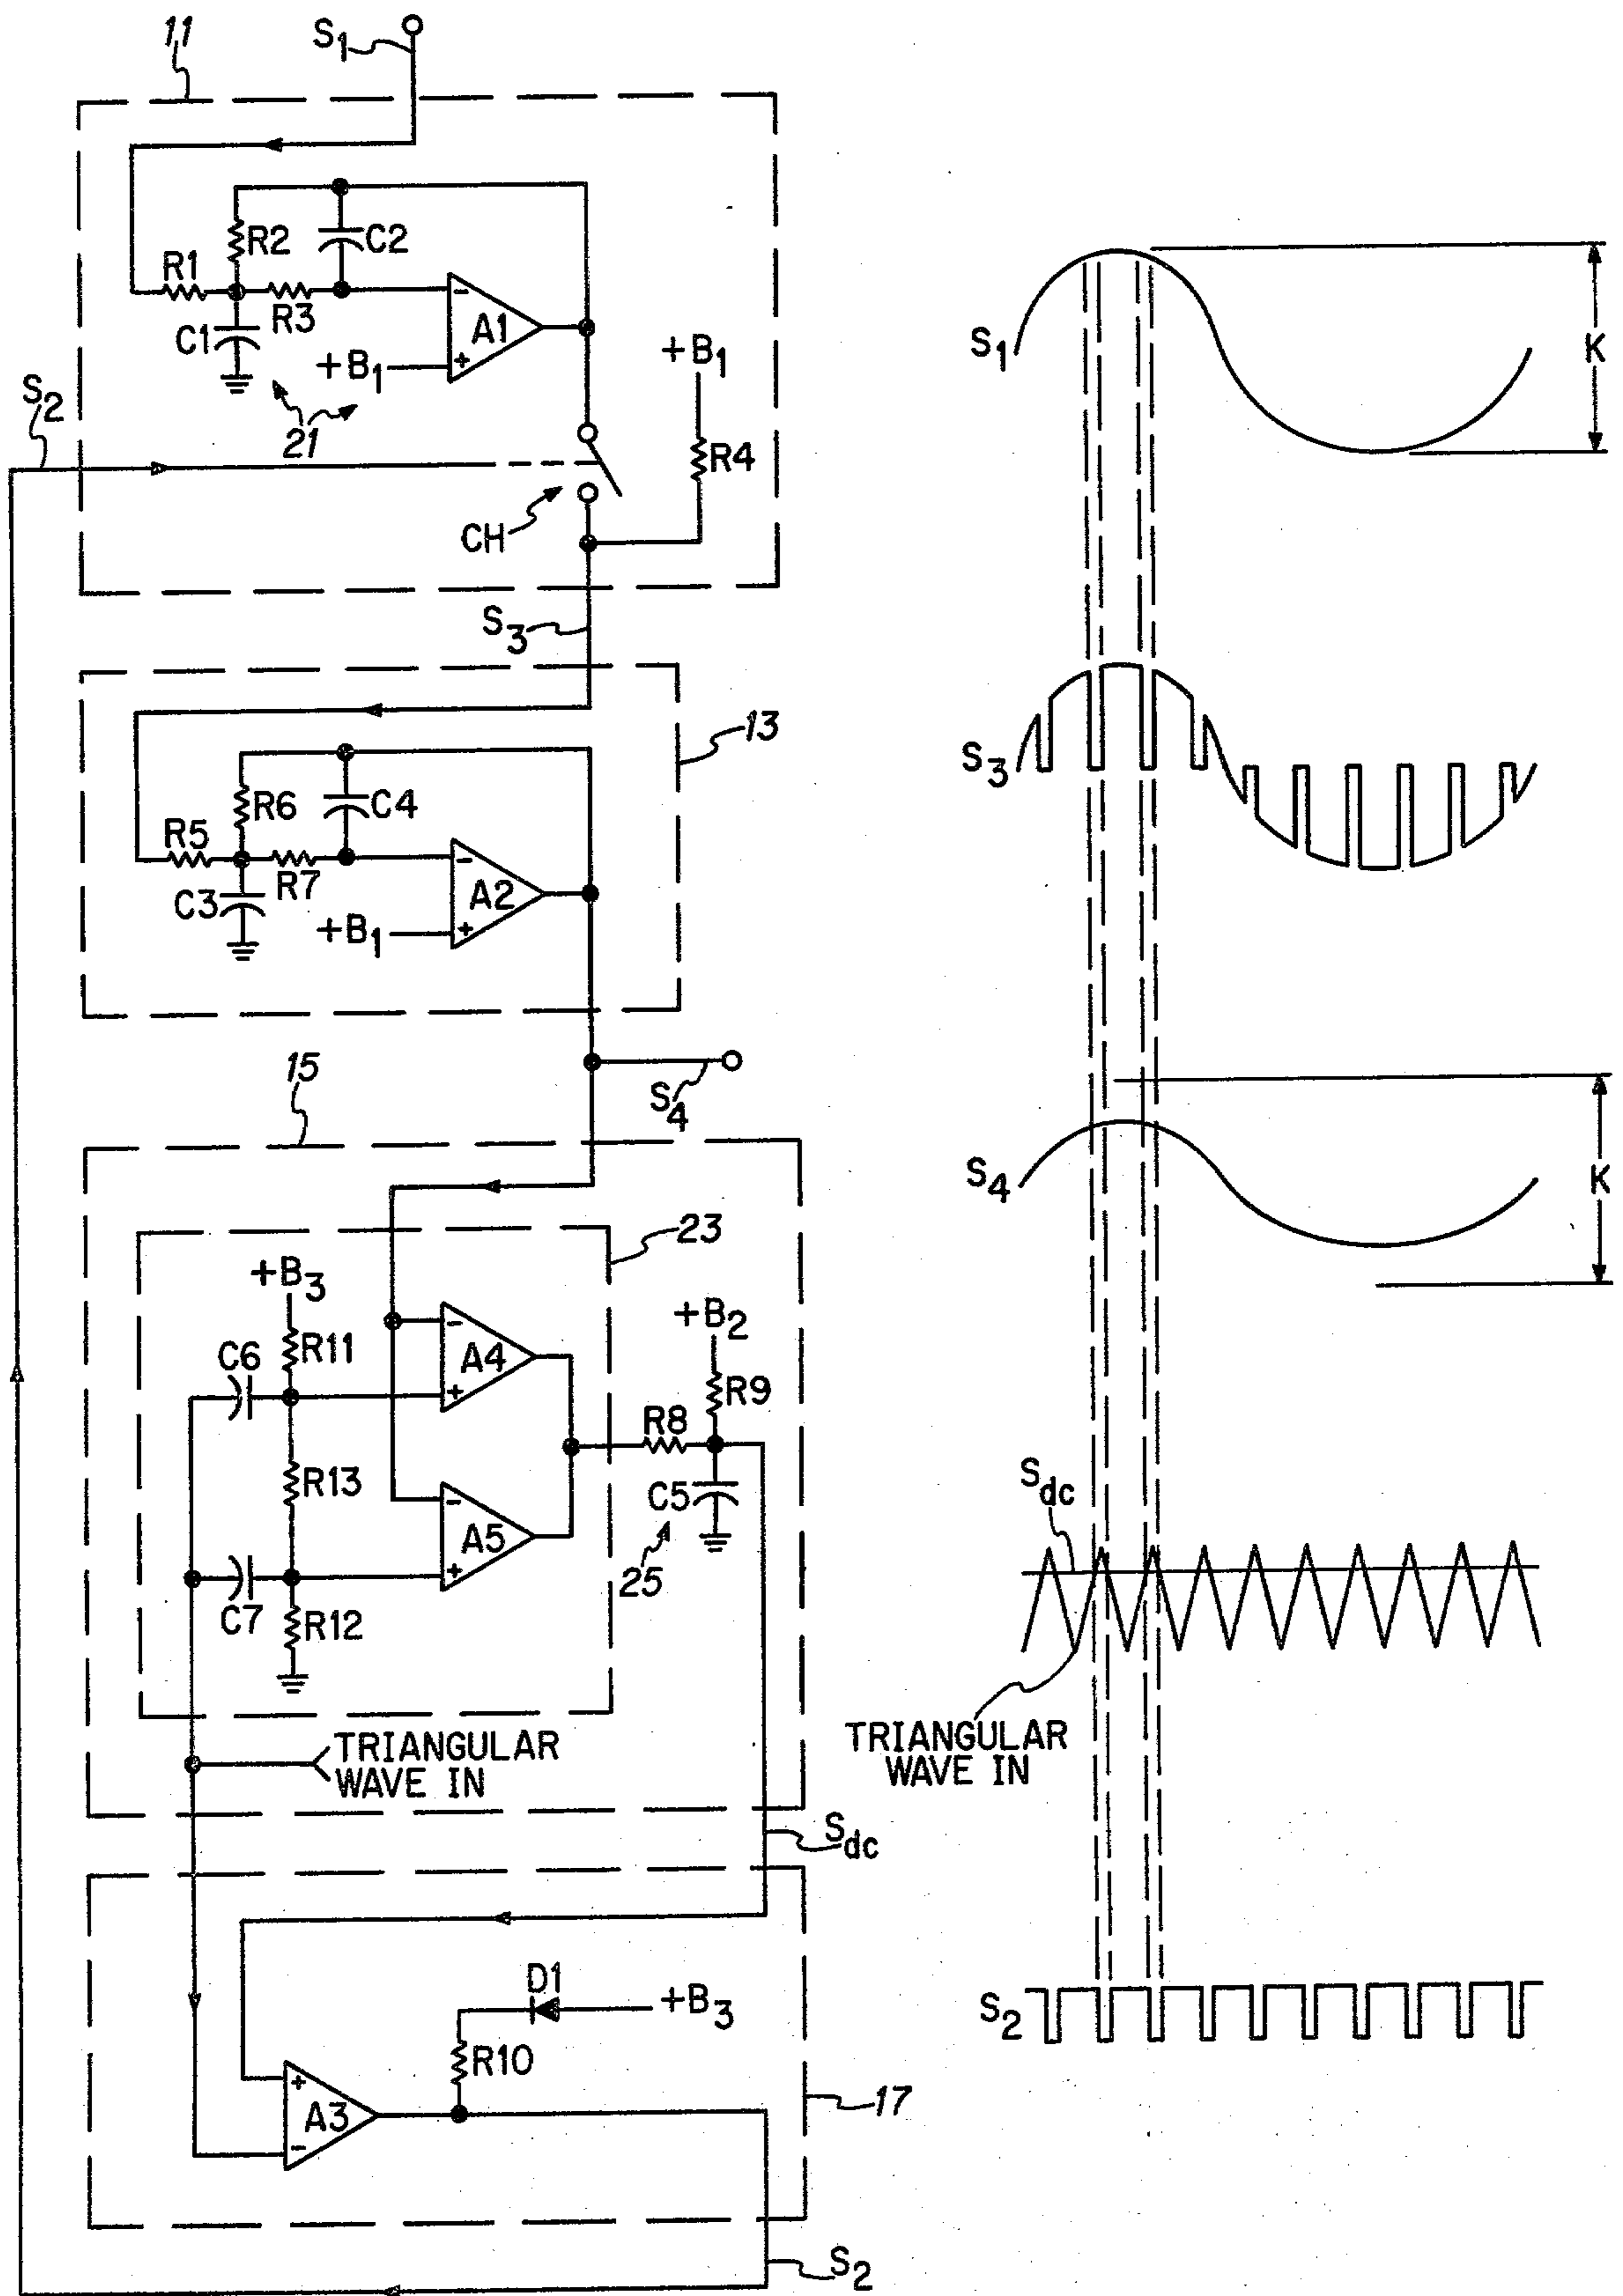 11
S1
R2
C2
R1
R3
C1
A1
-
+
+B1
+B1
R4
21
S2
CH
S3
13
R6
C4
R5
R7
C3
A2
-
+
+B1
S4
15
23
+B3
R11
C6
A4
-
+
+B2
R9
R8
R13
C5
A5
-
+
25
C7
R12
TRIANGULAR
WAVE IN
Sdc
D1
+B3
R10
A3
+
-
17
S2
S1
K
S3
S4
K
Sdc
TRIANGULAR
WAVE IN
S2